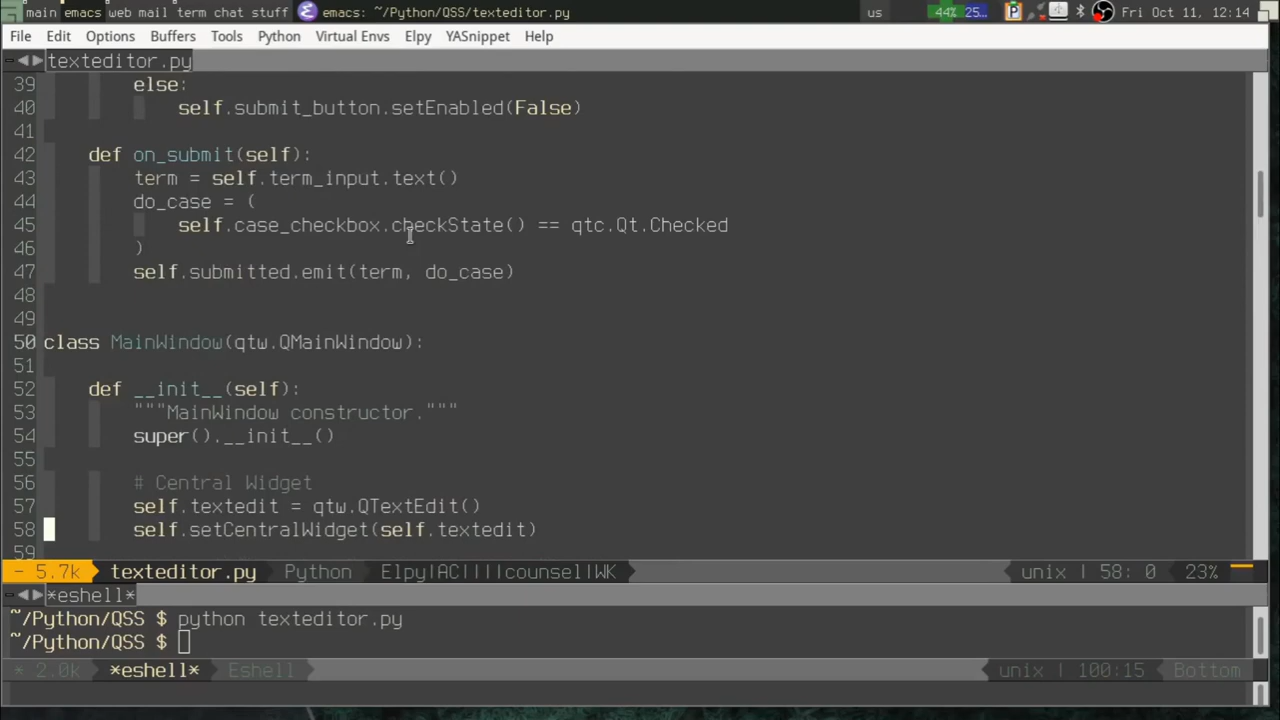 main emacs web mail term chat stuff emacs: ~/Python/QSS/texteditor.py us 44% 25... Fri Oct 11, 12:14
File Edit Options Buffers Tools Python Virtual Envs Elpy YASnippet Help
texteditor.py
39 else:
40 self.submit_button.setEnabled(False)
41
42 def on_submit(self):
43 term = self.term_input.text()
44 do_case = (
45 self.case_checkbox.checkState() == qtc.Qt.Checked
46 )
47 self.submitted.emit(term, do_case)
48
49
50 class MainWindow(qtw.QMainWindow):
51
52 def __init__(self):
53 """MainWindow constructor."""
54 super().__init__()
55
56 # Central Widget
57 self.textedit = qtw.QTextEdit()
58 self.setCentralWidget(self.textedit)
59
- 5.7k texteditor.py Python Elpy|AC||||counsel|WK unix | 58: 0 23%
*eshell*
~/Python/QSS $ python texteditor.py
~/Python/QSS $
* 2.0k *eshell* Eshell unix | 100:15 Bottom